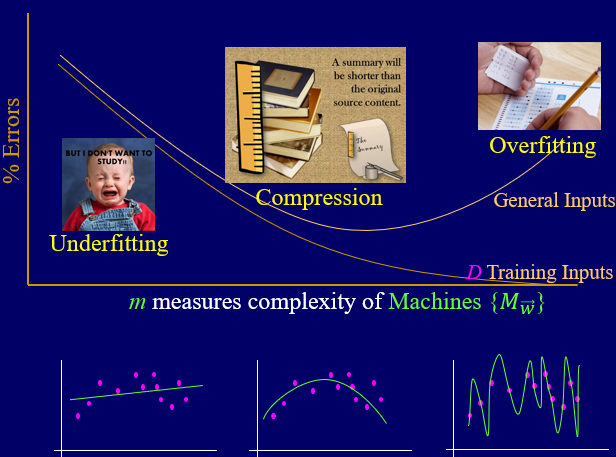 A summary will
be shorter than
the original
source content.
The
Summary
BUT I DON'T WANT TO
STUDY!!
% Errors
Underfitting
Compression
Overfitting
General Inputs
D Training Inputs
m measures complexity of Machines {M_w⃗}